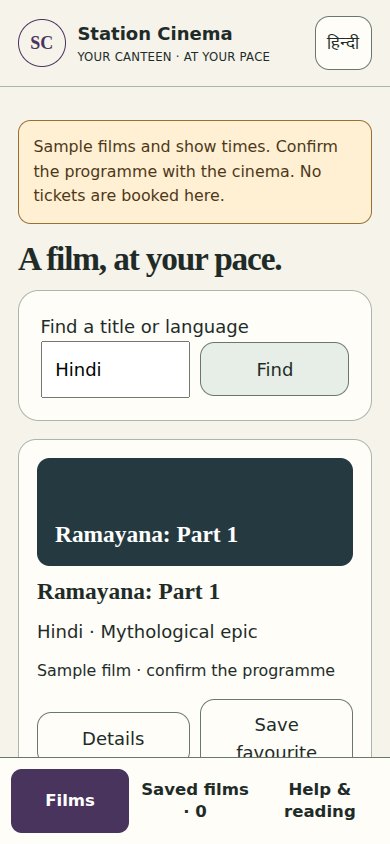 SC
Station Cinema
YOUR CANTEEN · AT YOUR PACE
हिन्दी
Sample films and show times. Confirm
the programme with the cinema. No
tickets are booked here.
A film, at your pace.
Find a title or language
Hindi
Find
Ramayana: Part 1
Ramayana: Part 1
Hindi · Mythological epic
Sample film · confirm the programme
Details
Save
favourite
Films
Saved films
· 0
Help &
reading